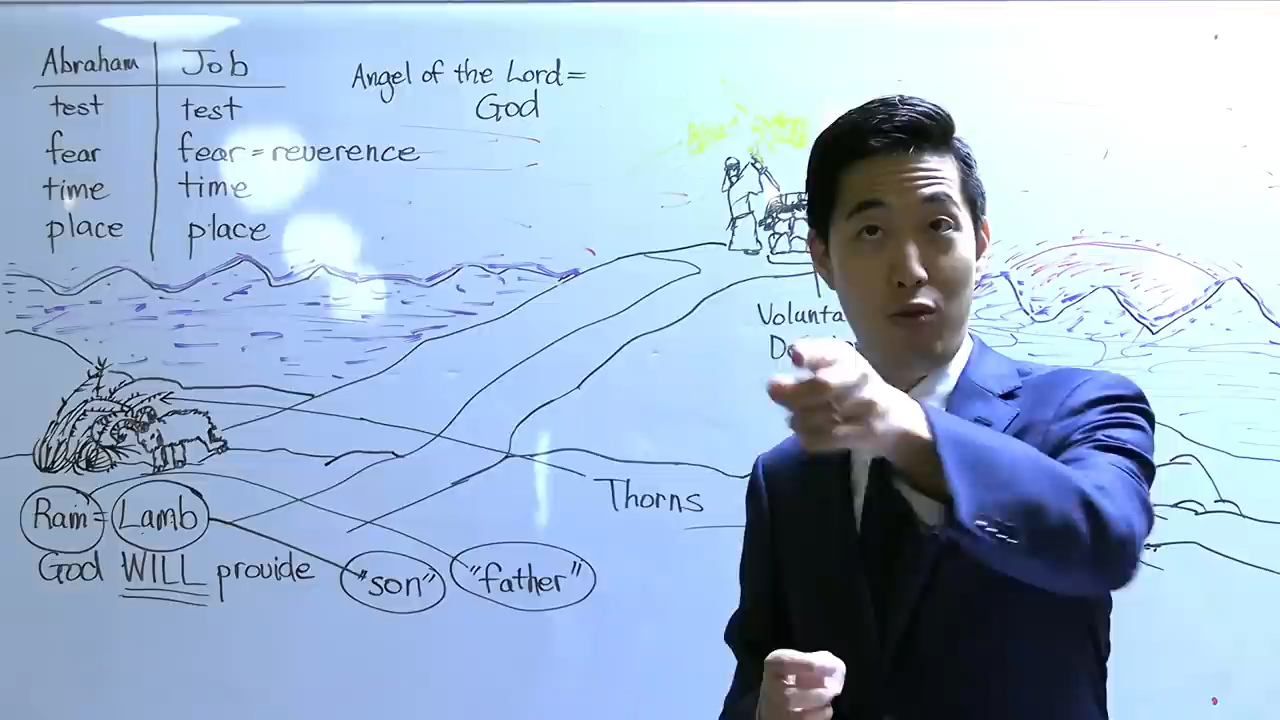 Abraham Job
test test
fear fear = reverence
time time
place place
Angel of the Lord =
God
Thorns
Ram = Lamb
God WILL provide
"son" "father"